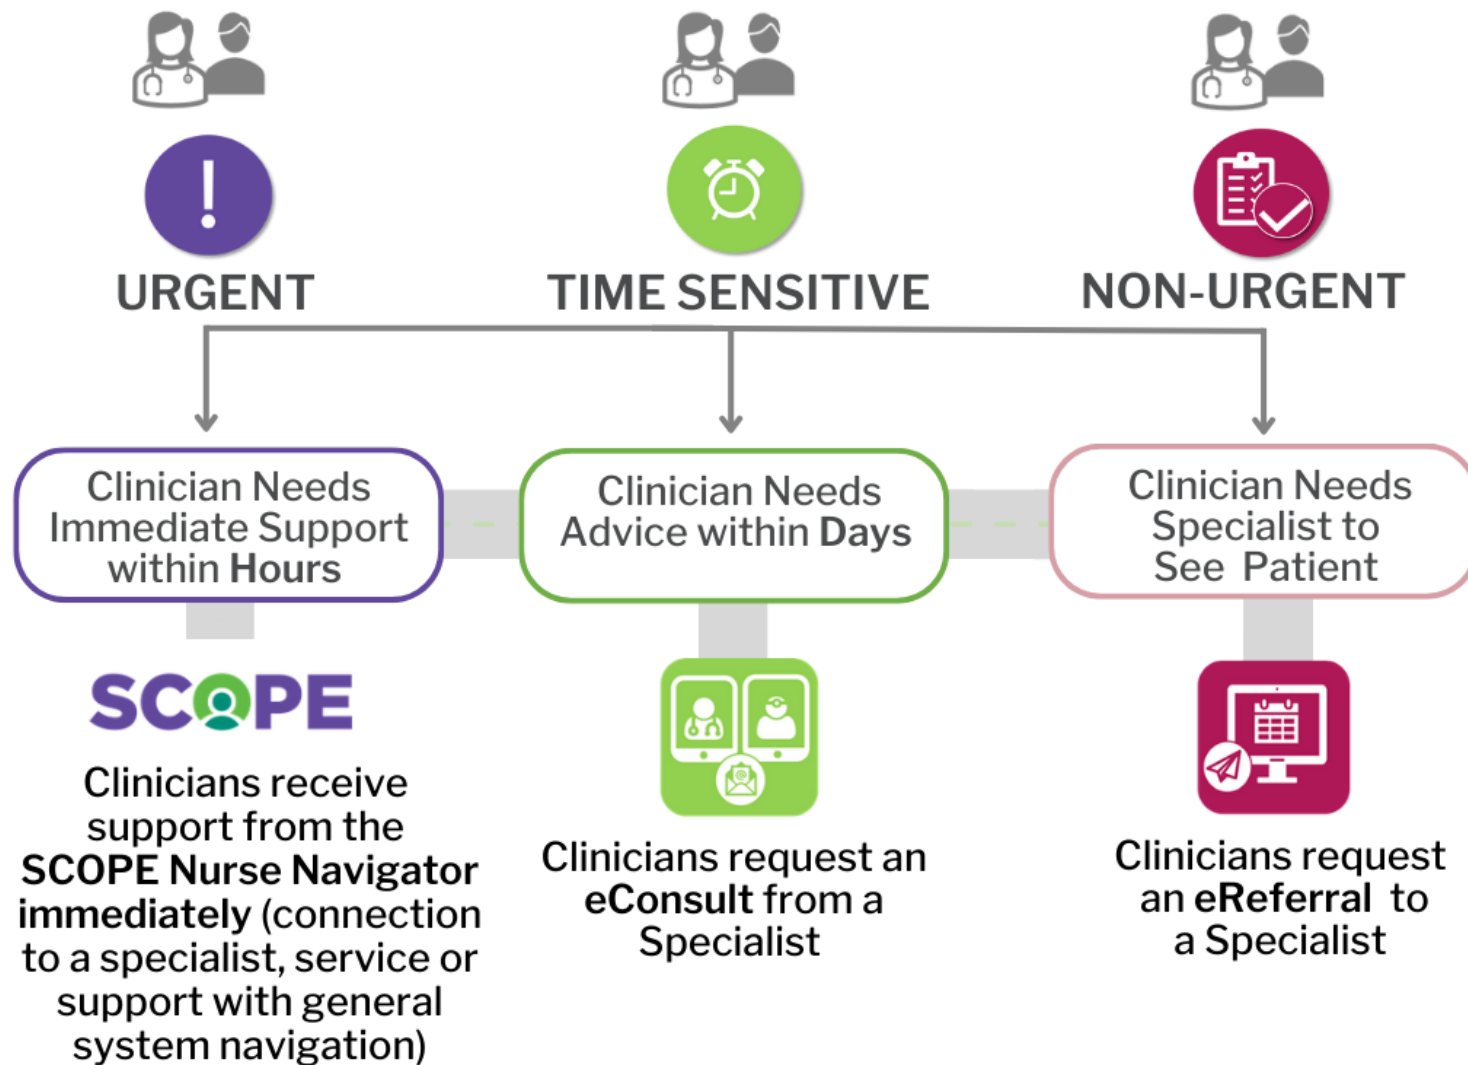 URGENT
TIME SENSITIVE
NON-URGENT
Clinician Needs
Immediate Support
within Hours
Clinician Needs
Advice within Days
Clinician Needs
Specialist to
See Patient
SCOPE
Clinicians receive
support from the
SCOPE Nurse Navigator
immediately (connection
to a specialist, service or
support with general
system navigation)
Clinicians request an
eConsult from a
Specialist
Clinicians request
an eReferral to
a Specialist